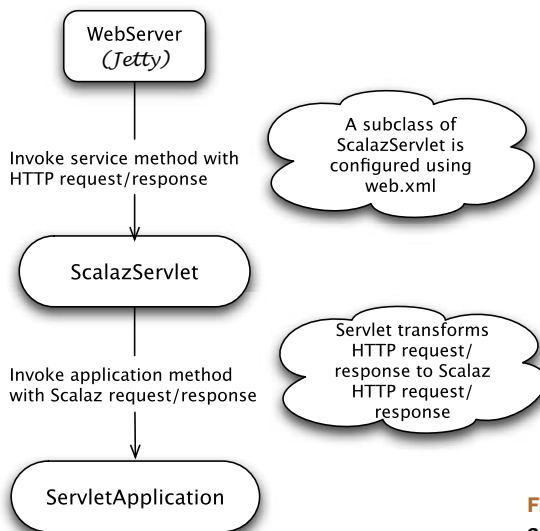 WebServer
(Jetty)
Invoke service method with
HTTP request/response
A subclass of
ScalazServlet is
configured using
web.xml
ScalazServlet
Servlet transforms
HTTP request/
response to Scalaz
HTTP request/
response
Invoke application method
with Scalaz request/response
ServletApplication